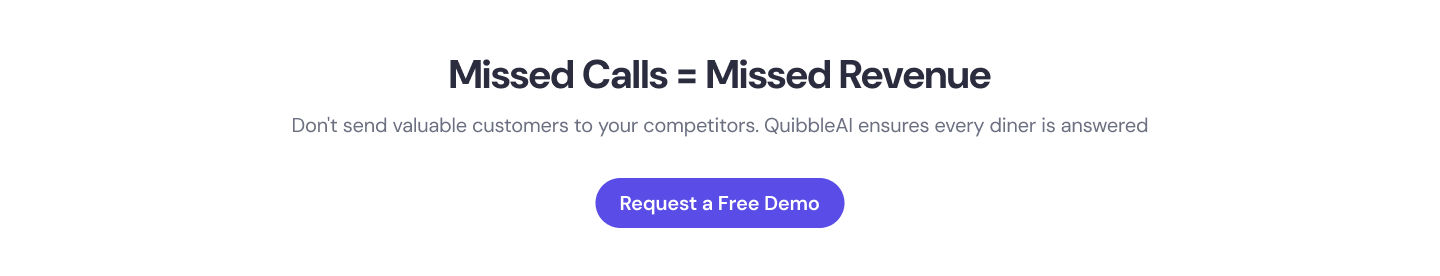 Missed Calls = Missed Revenue
Don't send valuable customers to your competitors. QuibbleAI ensures every diner is answered
Request a Free Demo